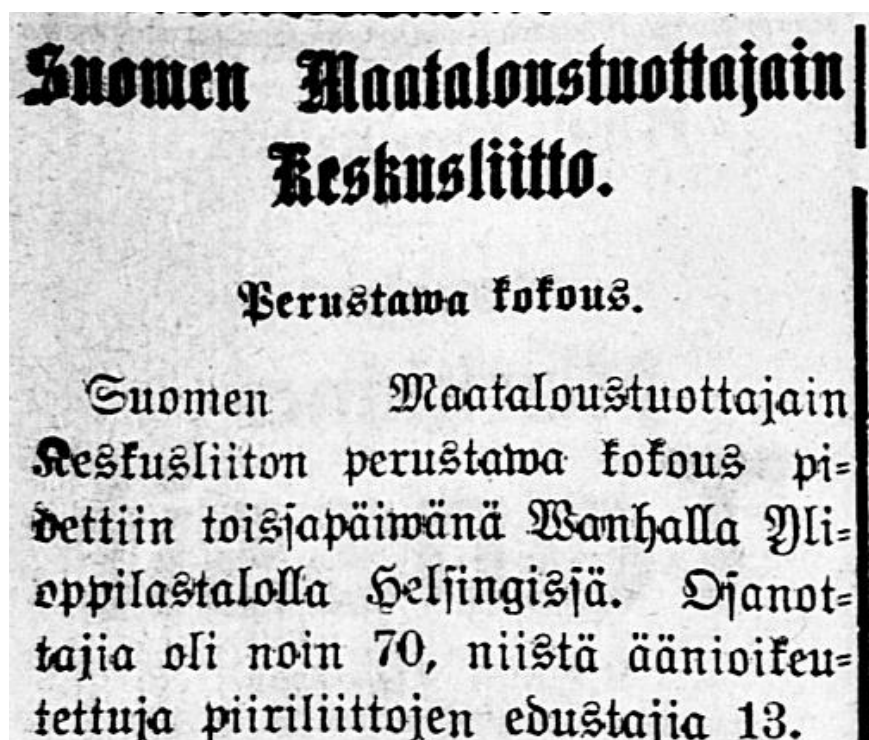 Suomen Maataloustuottajain
Keskusliitto.
Perustawa kokous.
Suomen Maataloustuottajain
Keskusliiton perustawa kokous pi=
dettiin toissapäiwänä Wanhalla Yli=
oppilastalolla Helsingissä. Osanot=
tajia oli noin 70, niistä äänioikeu=
tettuja piiriliittojen edustajia 13.